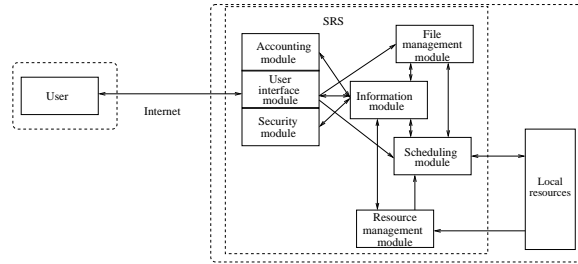 SRS
Accounting
module
File
management
module
User
interface
module
User
Internet
Information
module
Security
module
Scheduling
module
Local
resources
Resource
management
module